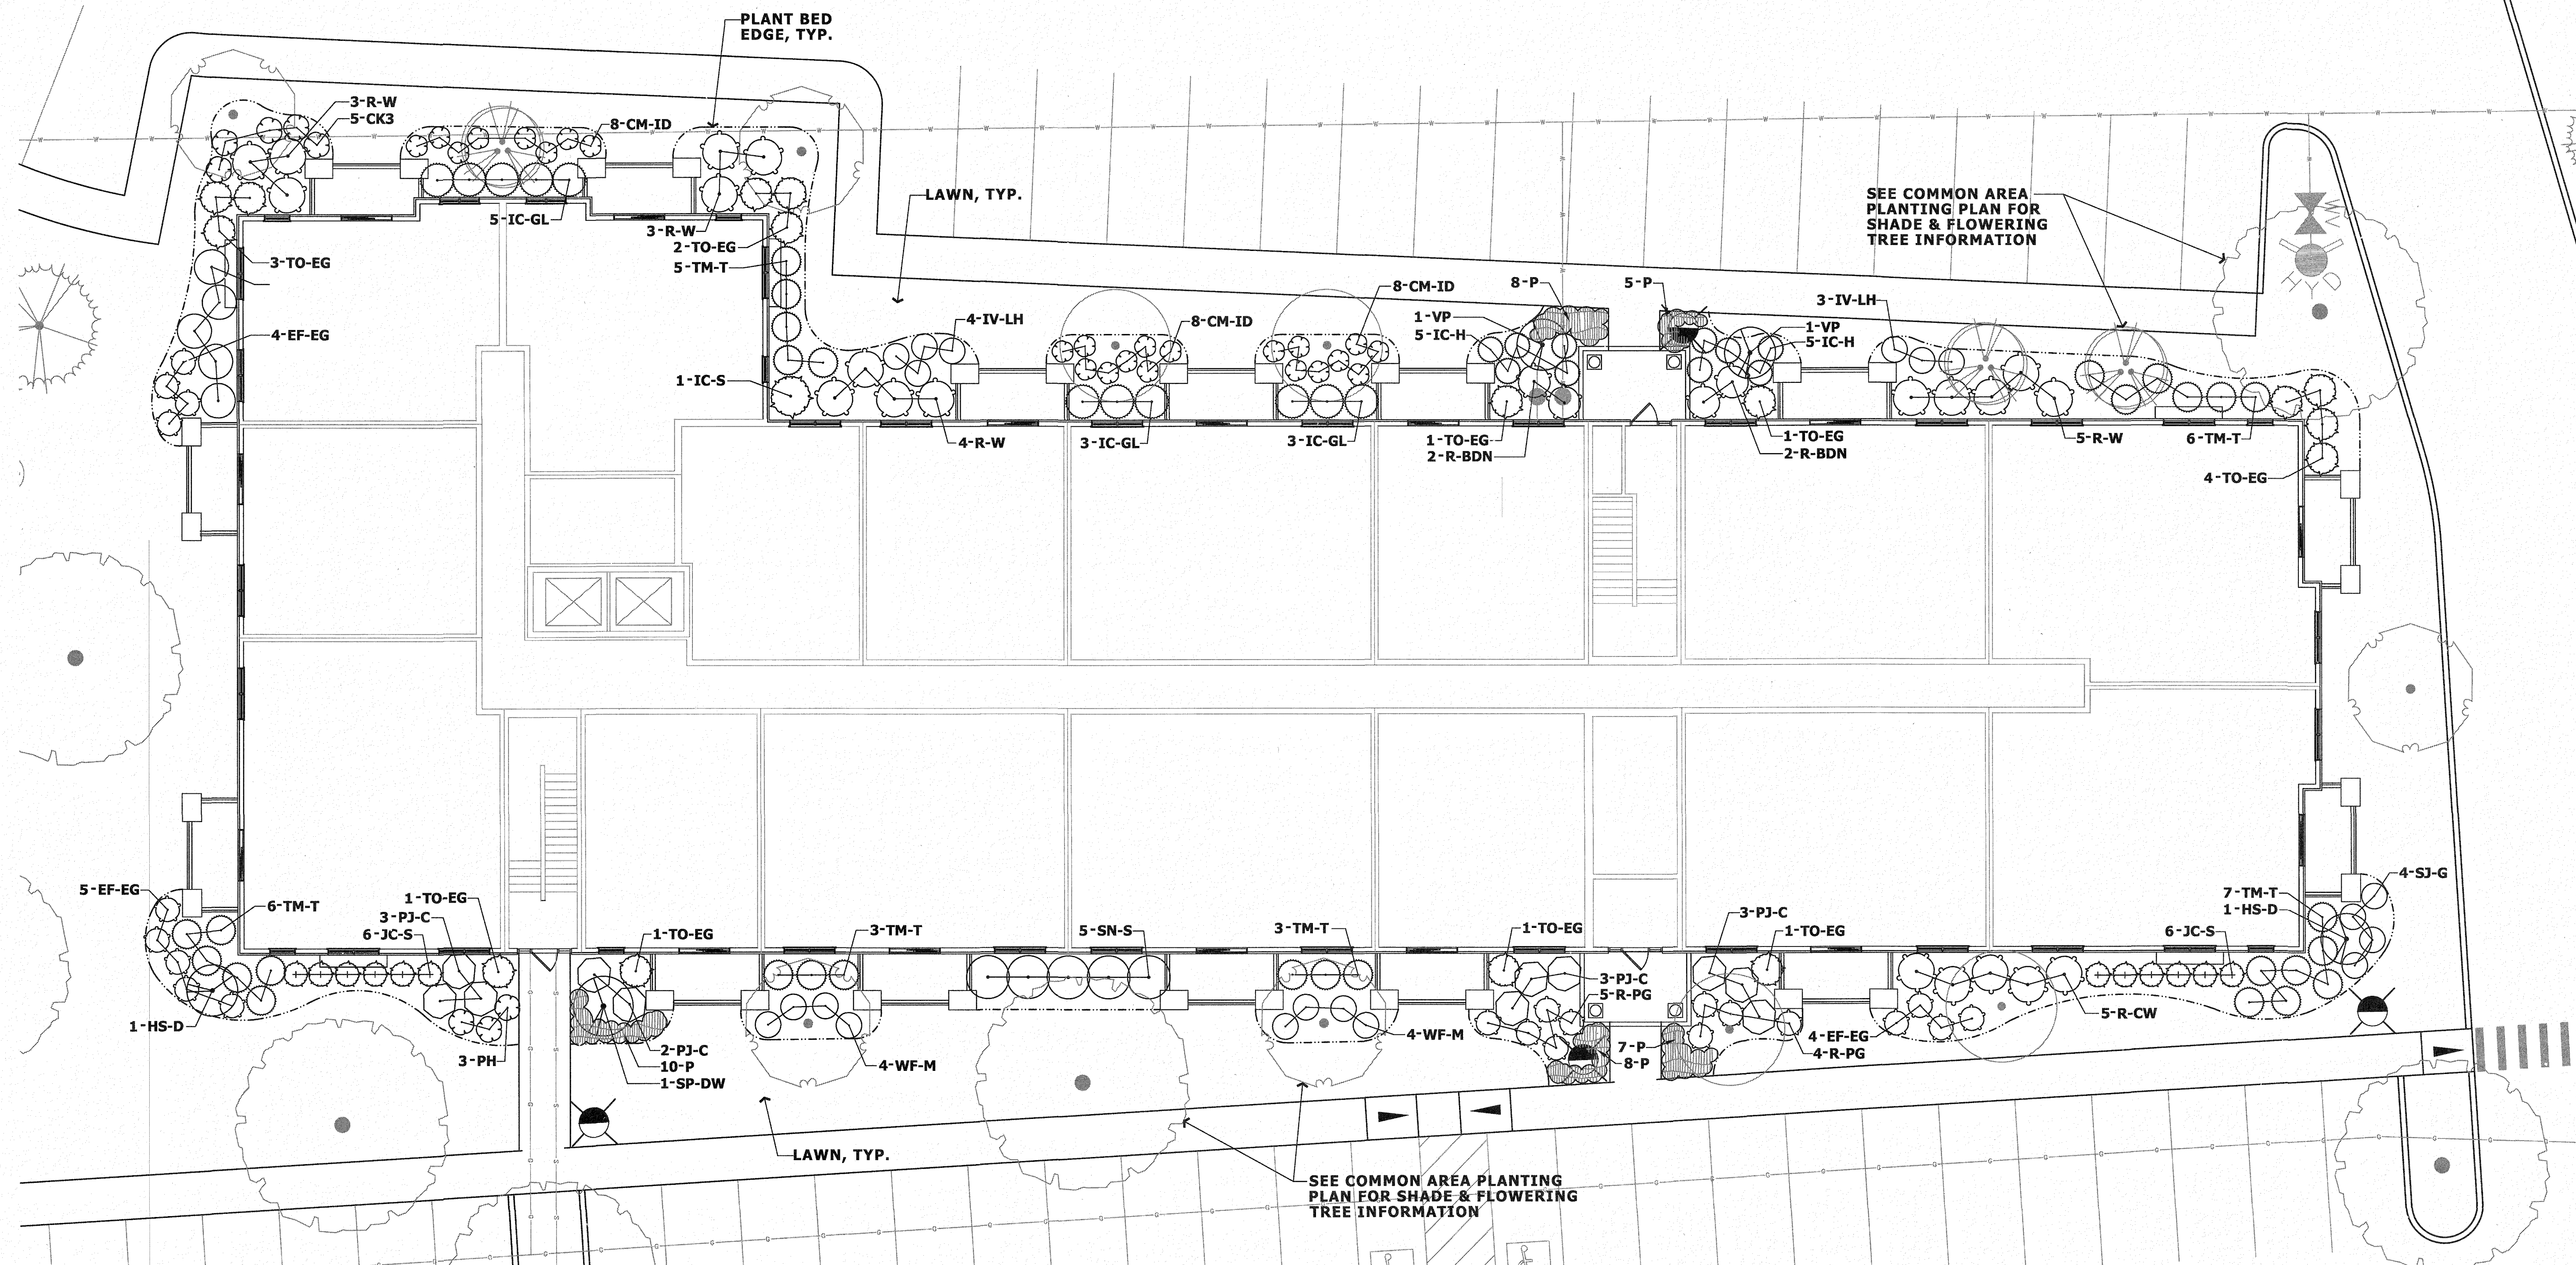 PLANT BED
EDGE, TYP.
3-R-W
5-CK3
8-CM-ID
5-IC-GL
3-R-W
2-TO-EG
5-TM-T
3-TO-EG
4-EF-EG
1-IC-S
LAWN, TYP.
4-IV-LH
4-R-W
8-CM-ID
8-CM-ID
3-IC-GL
3-IC-GL
8-P
5-P
1-VP
5-IC-H
1-VP
5-IC-H
1-TO-EG
2-R-BDN
1-TO-EG
2-R-BDN
SEE COMMON AREA
PLANTING PLAN FOR
SHADE & FLOWERING
TREE INFORMATION
3-IV-LH
5-R-W
6-TM-T
4-TO-EG
HYD
5-EF-EG
6-TM-T
1-TO-EG
3-PJ-C
6-JC-S
1-TO-EG
3-TM-T
5-SN-S
3-TM-T
1-TO-EG
3-PJ-C
1-TO-EG
7-TM-T
1-HS-D
4-SJ-G
6-JC-S
1-HS-D
3-PH
2-PJ-C
10-P
1-SP-DW
4-WF-M
4-WF-M
3-PJ-C
5-R-PG
7-P
8-P
4-EF-EG
4-R-PG
5-R-CW
LAWN, TYP.
SEE COMMON AREA PLANTING
PLAN FOR SHADE & FLOWERING
TREE INFORMATION